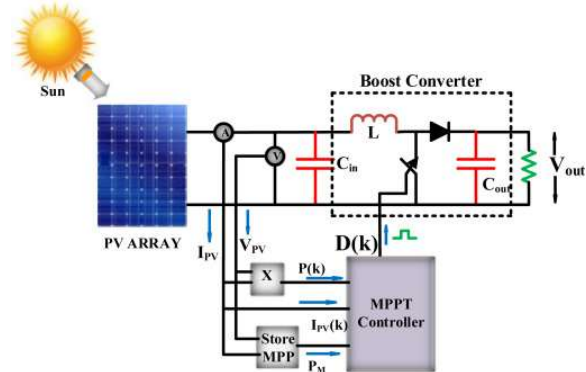 Sun
Boost Converter
A
V
L
C_in
C_out
V_out
PV ARRAY
I_PV
V_PV
D(k)
X
P(k)
I_PV(k)
MPPT
Controller
Store
MPP
P_M